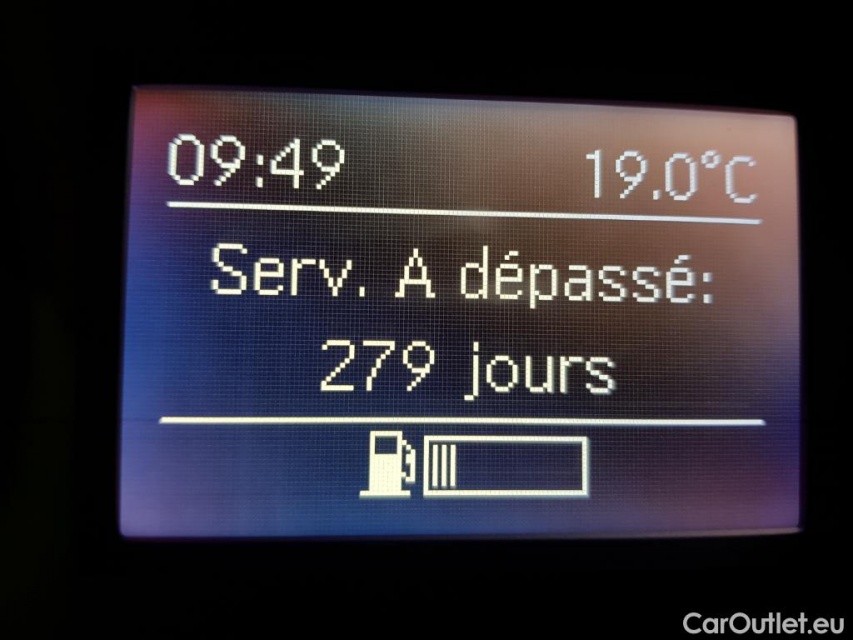 09:49 19.0°C
Serv. A dépassé:
279 jours
CarOutlet.eu